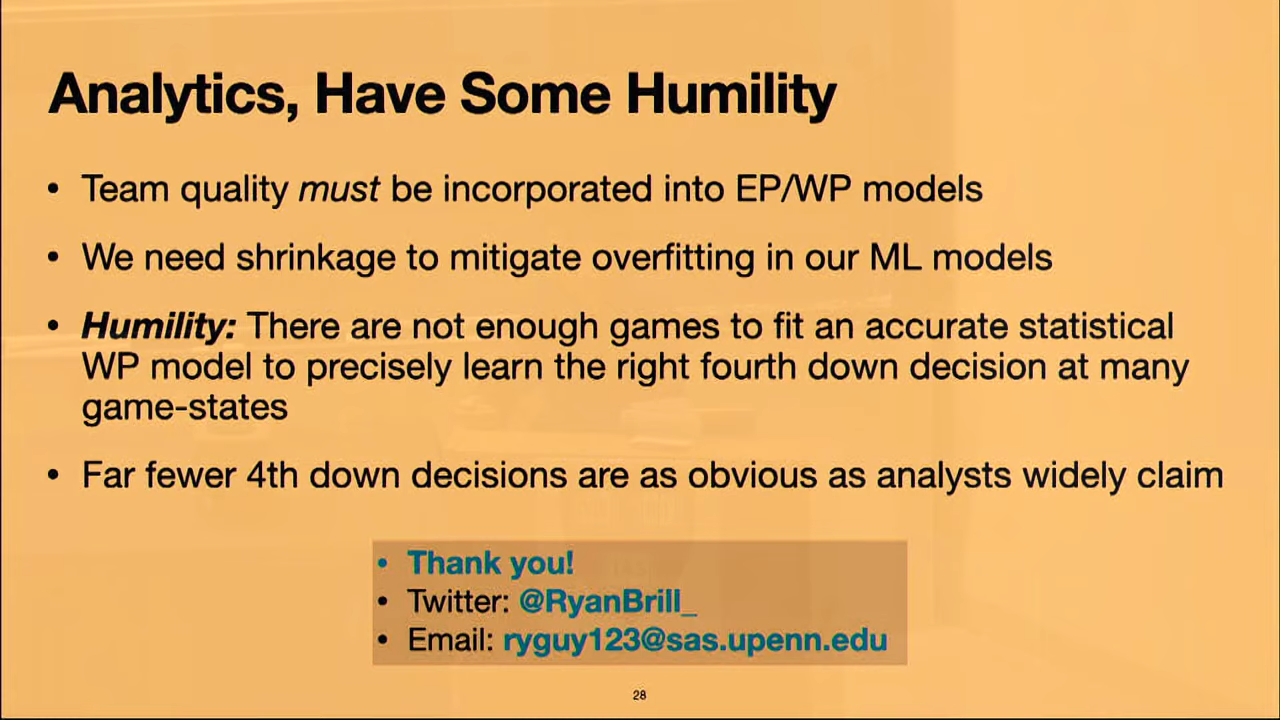 Analytics, Have Some Humility
• Team quality must be incorporated into EP/WP models
• We need shrinkage to mitigate overfitting in our ML models
• Humility: There are not enough games to fit an accurate statistical
WP model to precisely learn the right fourth down decision at many
game-states
• Far fewer 4th down decisions are as obvious as analysts widely claim
• Thank you!
• Twitter: @RyanBrill_
• Email: ryguy123@sas.upenn.edu
28